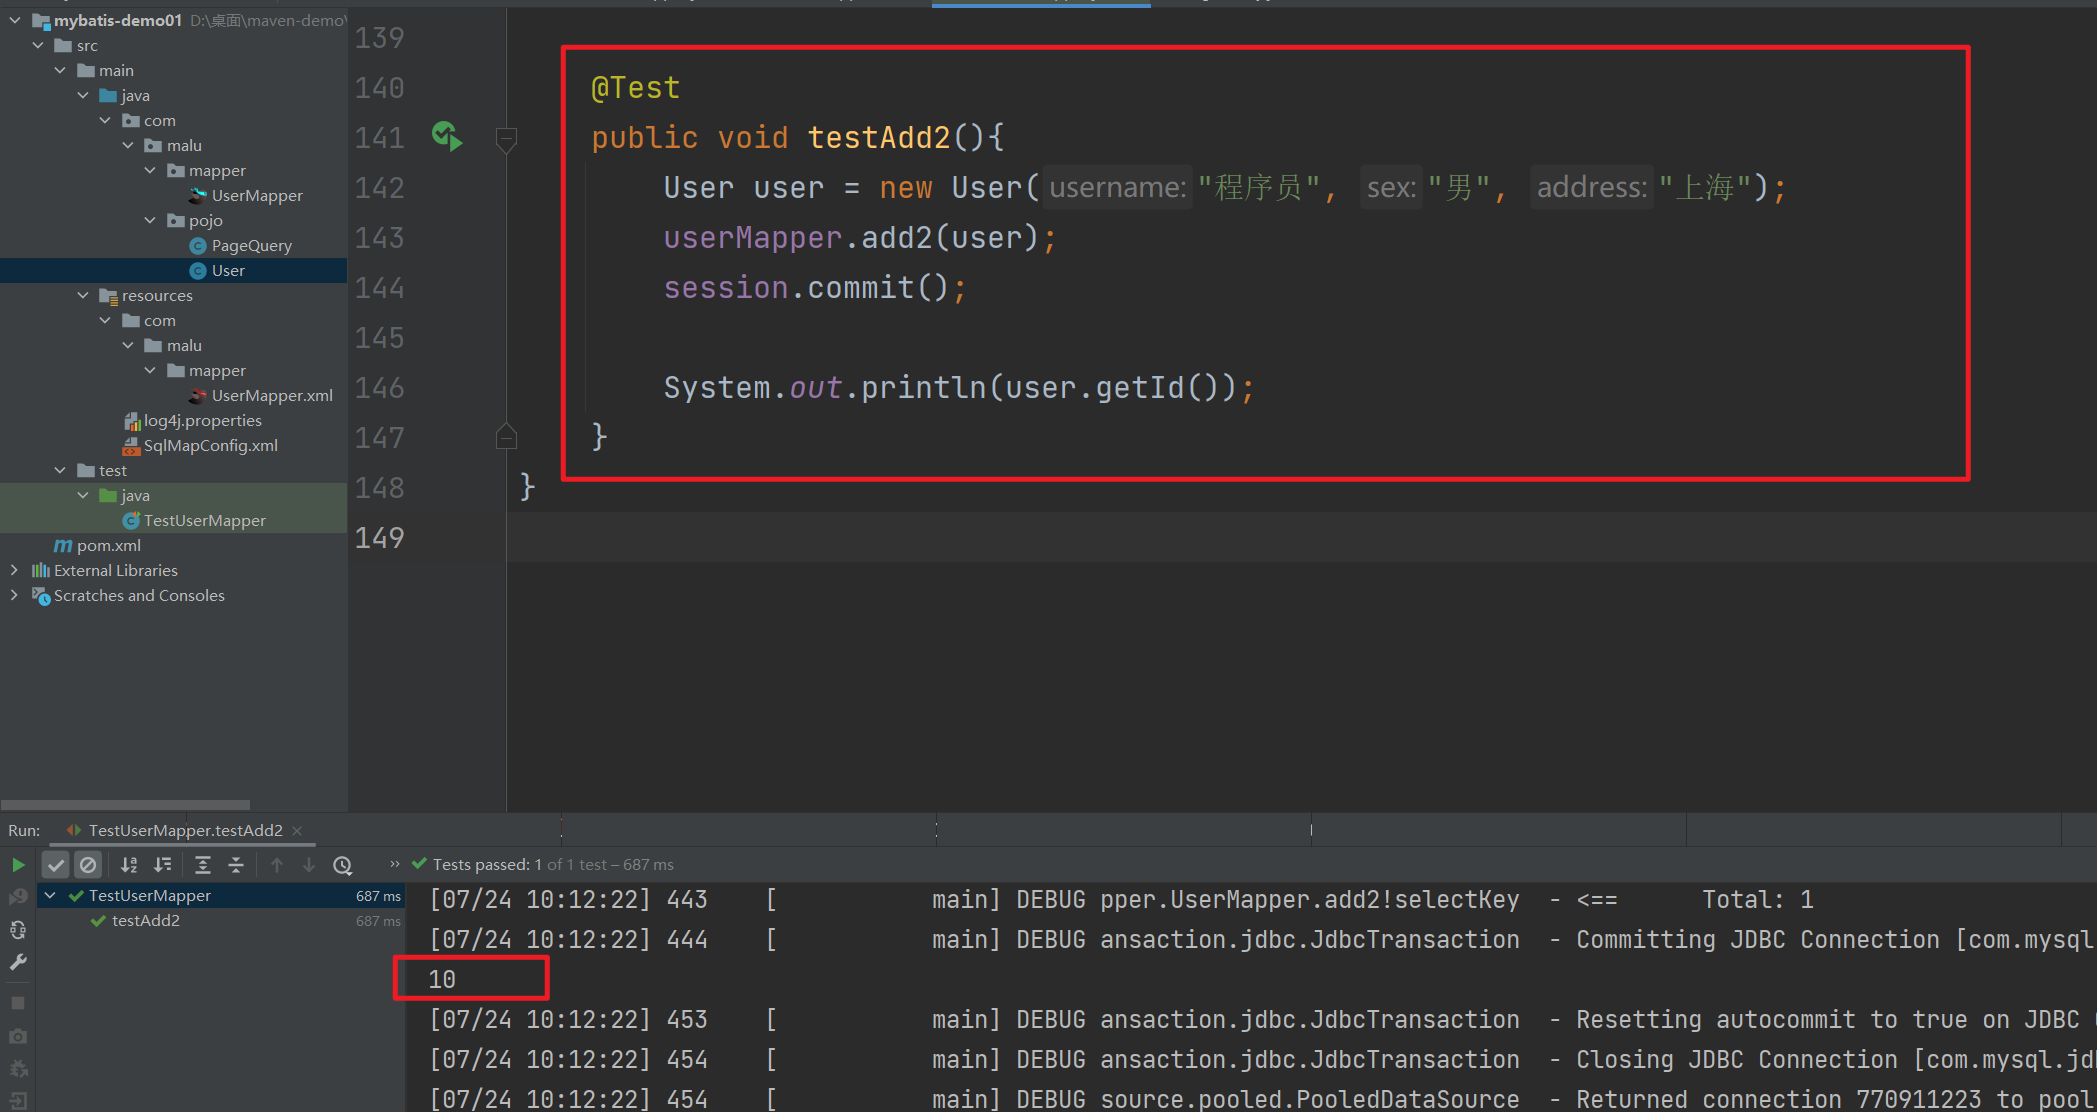 mybatis-demo01 D:\桌面\maven-demo\
src
main
java
com
malu
mapper
UserMapper
pojo
PageQuery
User
resources
com
malu
mapper
UserMapper.xml
log4j.properties
SqlMapConfig.xml
test
java
TestUserMapper
pom.xml
External Libraries
Scratches and Consoles
139
140 @Test
141 public void testAdd2(){
142 User user = new User( username: "程序员", sex: "男", address: "上海");
143 userMapper.add2(user);
144 session.commit();
145
146 System.out.println(user.getId());
147 }
148 }
149
Run: TestUserMapper.testAdd2
Tests passed: 1 of 1 test – 687 ms
TestUserMapper 687 ms
testAdd2 687 ms
[07/24 10:12:22] 443 [ main] DEBUG pper.UserMapper.add2!selectKey - <== Total: 1
[07/24 10:12:22] 444 [ main] DEBUG ansaction.jdbc.JdbcTransaction - Committing JDBC Connection [com.mysql
10
[07/24 10:12:22] 453 [ main] DEBUG ansaction.jdbc.JdbcTransaction - Resetting autocommit to true on JDBC
[07/24 10:12:22] 454 [ main] DEBUG ansaction.jdbc.JdbcTransaction - Closing JDBC Connection [com.mysql.jd
[07/24 10:12:22] 454 [ main] DEBUG source.pooled.PooledDataSource - Returned connection 770911223 to pool